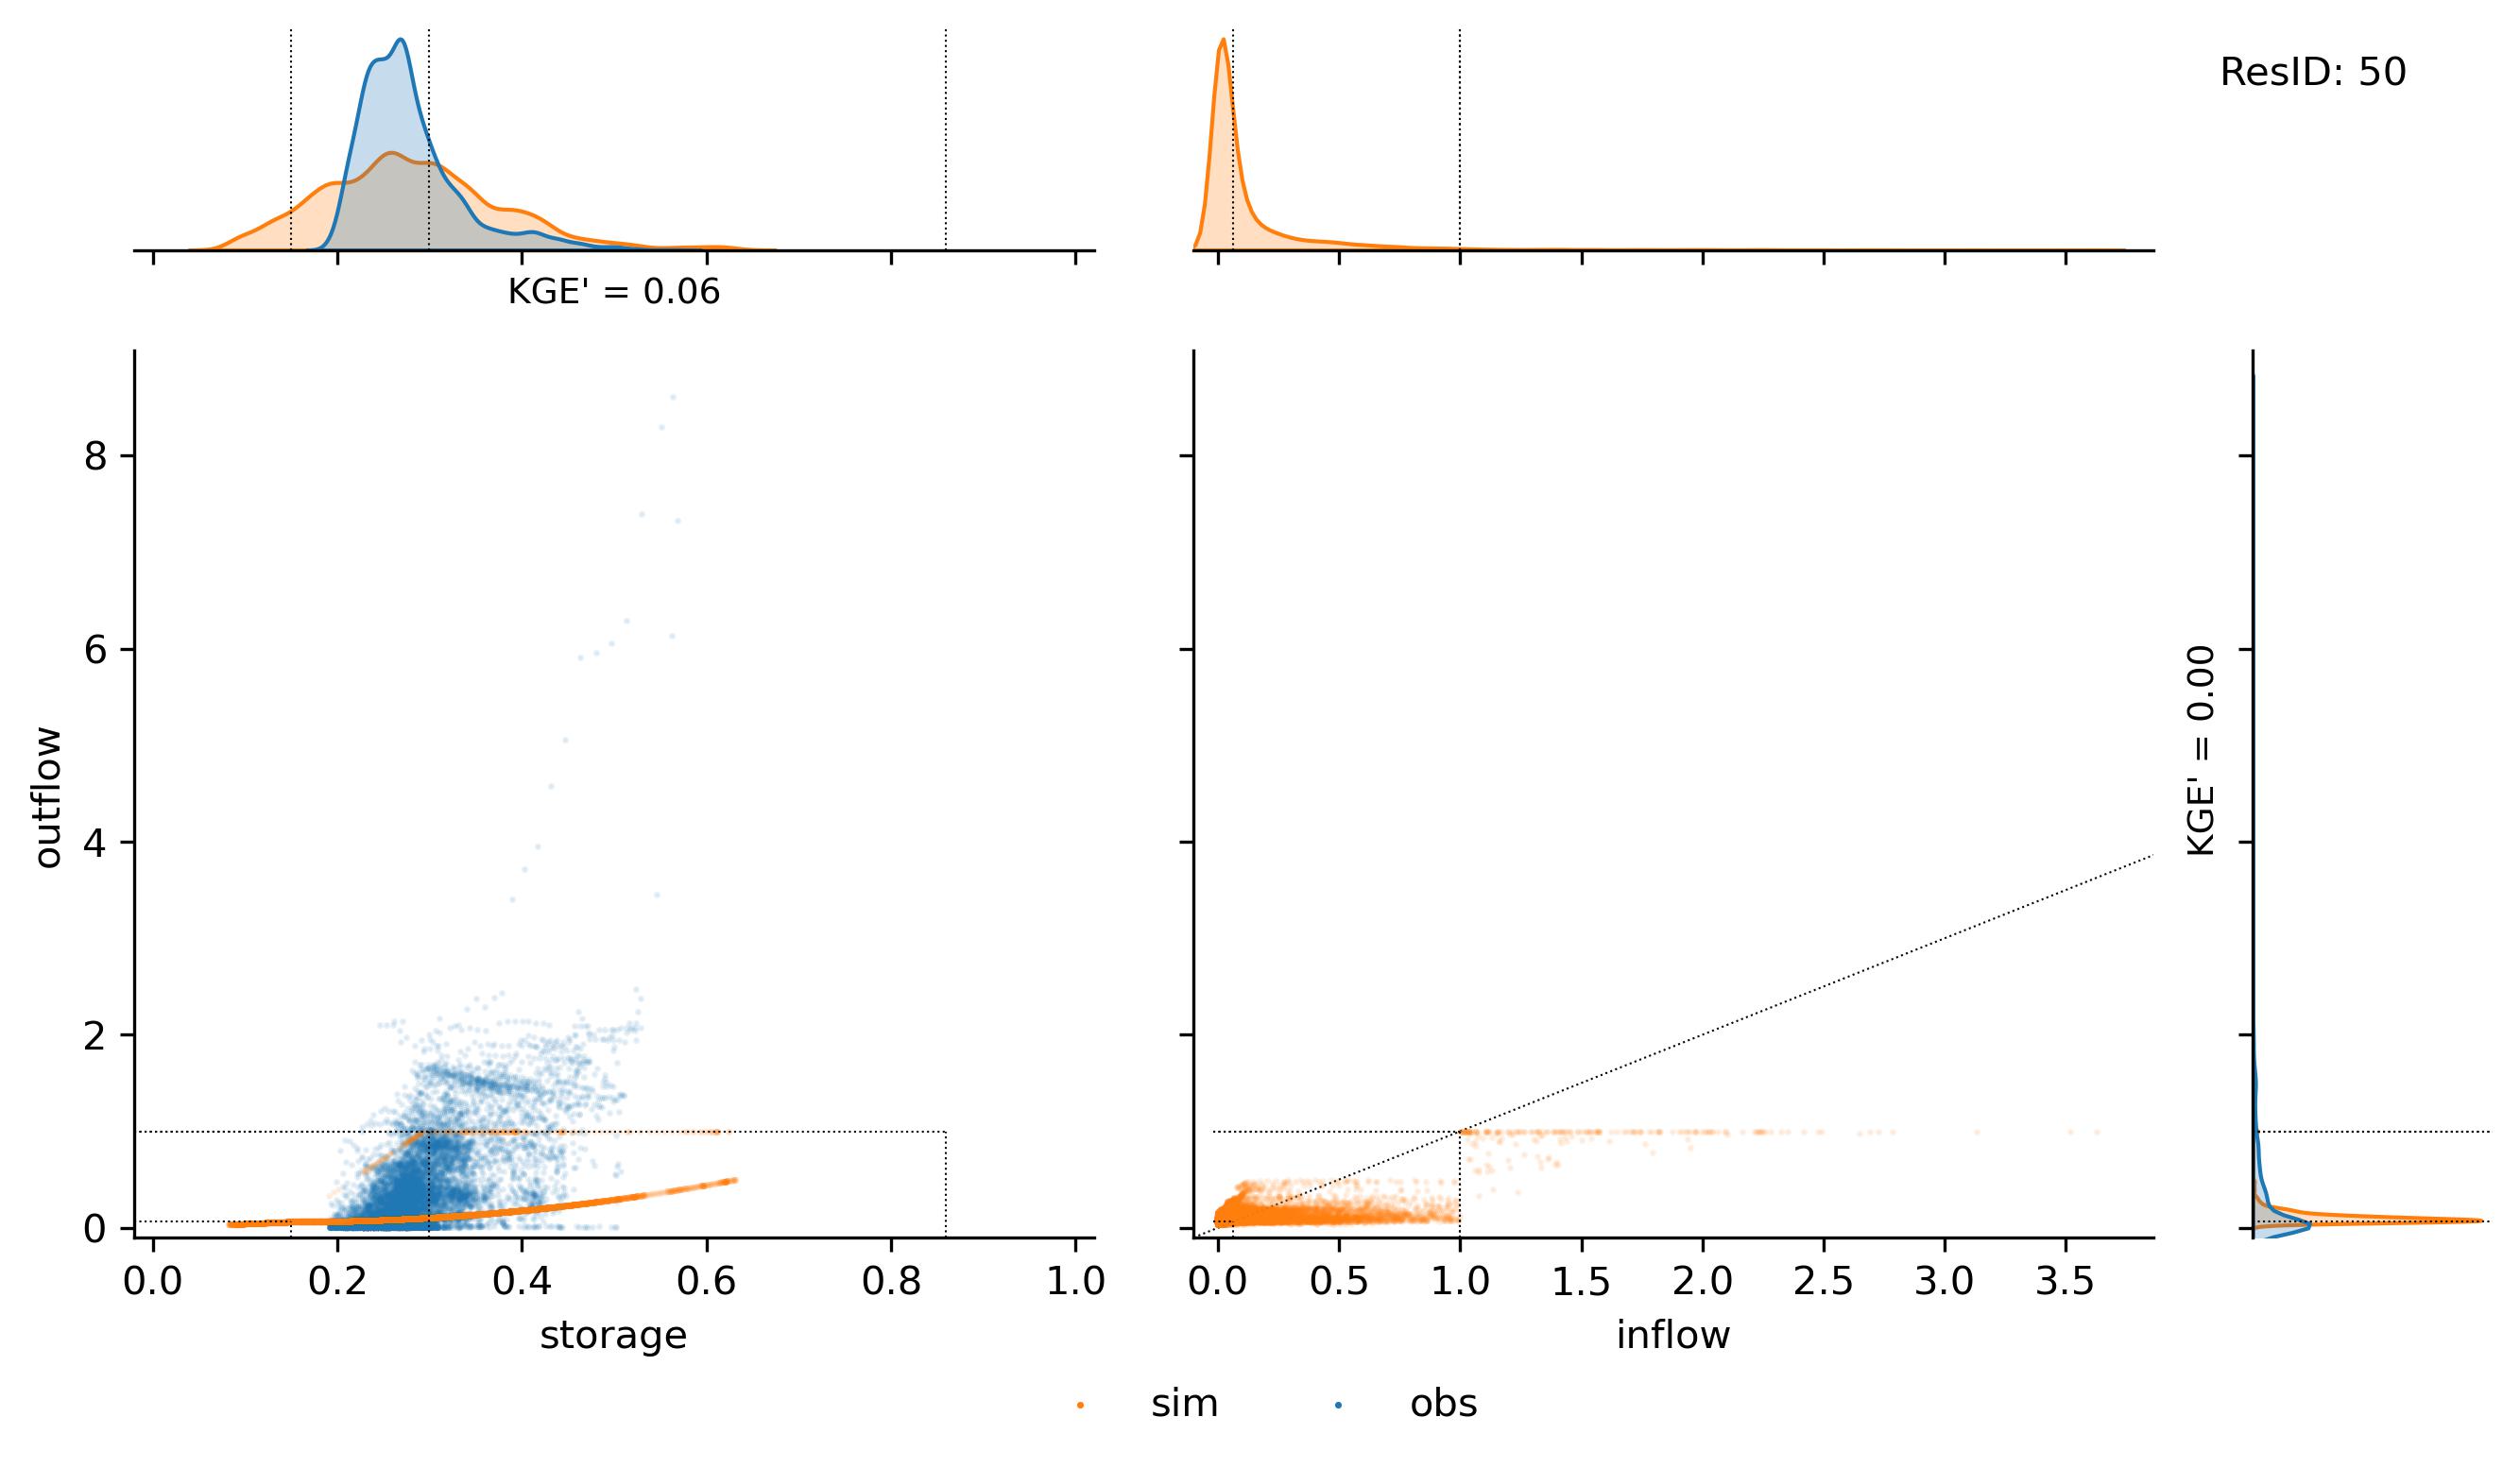 ResID: 50
KGE' = 0.06
outflow
8
6
4
2
0
KGE' = 0.00
0.0 0.2 0.4 0.6 0.8 1.0
0.0 0.5 1.0 1.5 2.0 2.5 3.0 3.5
storage
inflow
sim obs